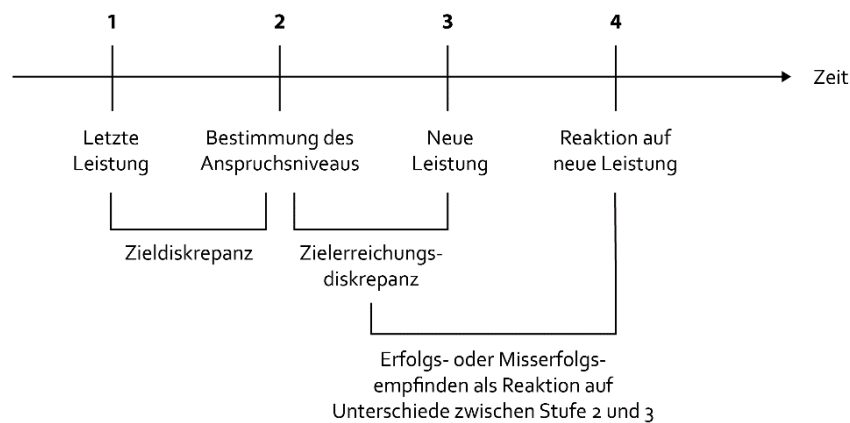 1 2 3 4
Zeit
Letzte
Leistung
Bestimmung des
Anspruchsniveaus
Neue
Leistung
Reaktion auf
neue Leistung
Zieldiskrepanz
Zielerreichungs-
diskrepanz
Erfolgs- oder Misserfolgs-
empfinden als Reaktion auf
Unterschiede zwischen Stufe 2 und 3